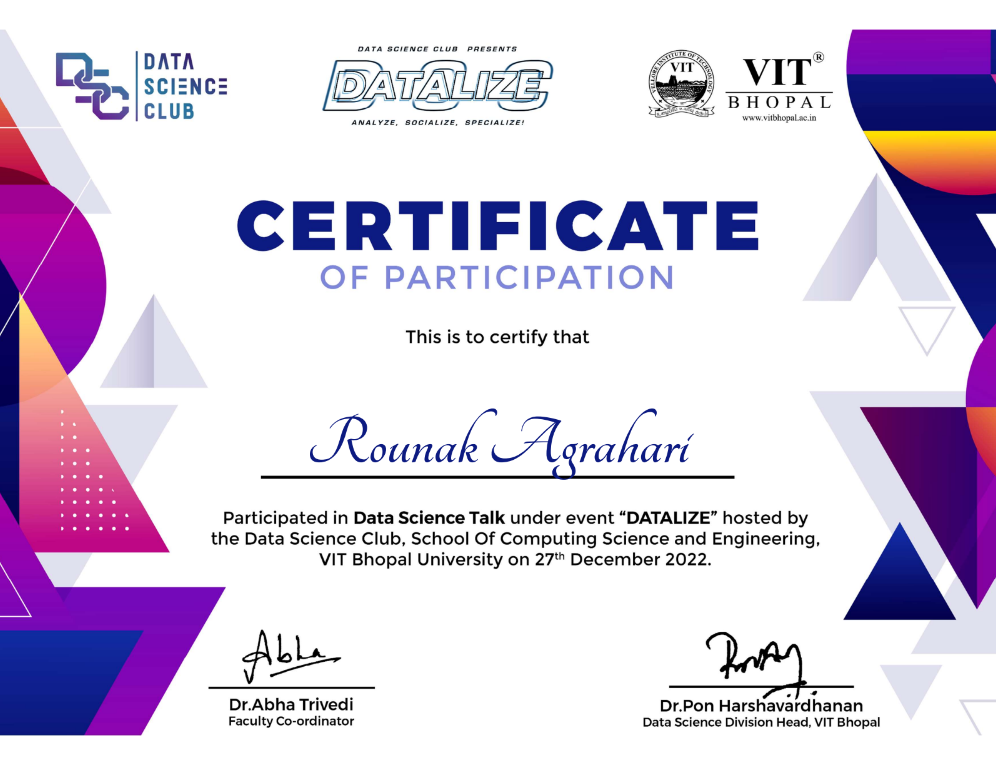 DSC
DATA
SCIENCE
CLUB
DATA SCIENCE CLUB PRESENTS
DATALIZE
ANALYZE, SOCIALIZE, SPECIALIZE!
VELLORE INSTITUTE OF TECHNOLOGY
VIT
VIT®
BHOPAL
www.vitbhopal.ac.in
CERTIFICATE
OF PARTICIPATION
This is to certify that
Rounak Agrahari
Participated in Data Science Talk under event “DATALIZE” hosted by
the Data Science Club, School Of Computing Science and Engineering,
VIT Bhopal University on 27th December 2022.
Abha
Dr.Abha Trivedi
Faculty Co-ordinator
Dr.Pon Harshavardhanan
Data Science Division Head, VIT Bhopal